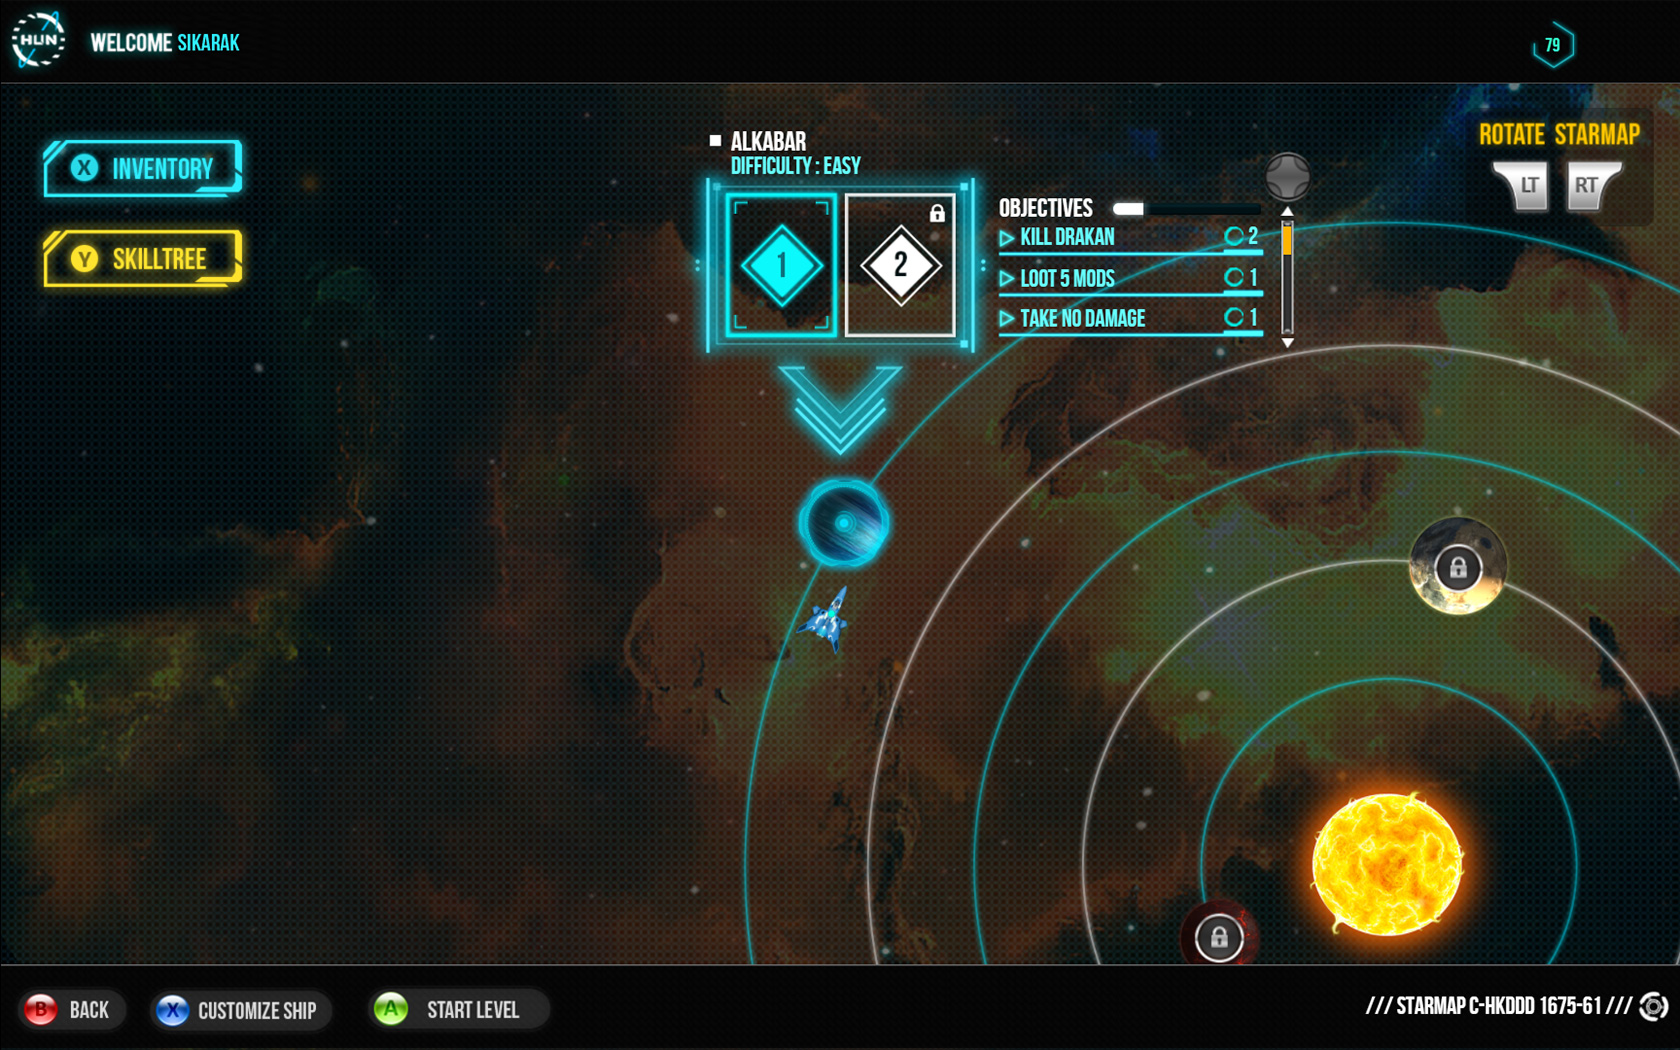 HUN
WELCOME SIKARAK
79
X INVENTORY
Y SKILLTREE
ALKABAR
DIFFICULTY : EASY
1
2
OBJECTIVES
KILL DRAKAN 2
LOOT 5 MODS 1
TAKE NO DAMAGE 1
ROTATE STARMAP
LT RT
B BACK
X CUSTOMIZE SHIP
A START LEVEL
/// STARMAP C-HKDDD 1675-61 ///